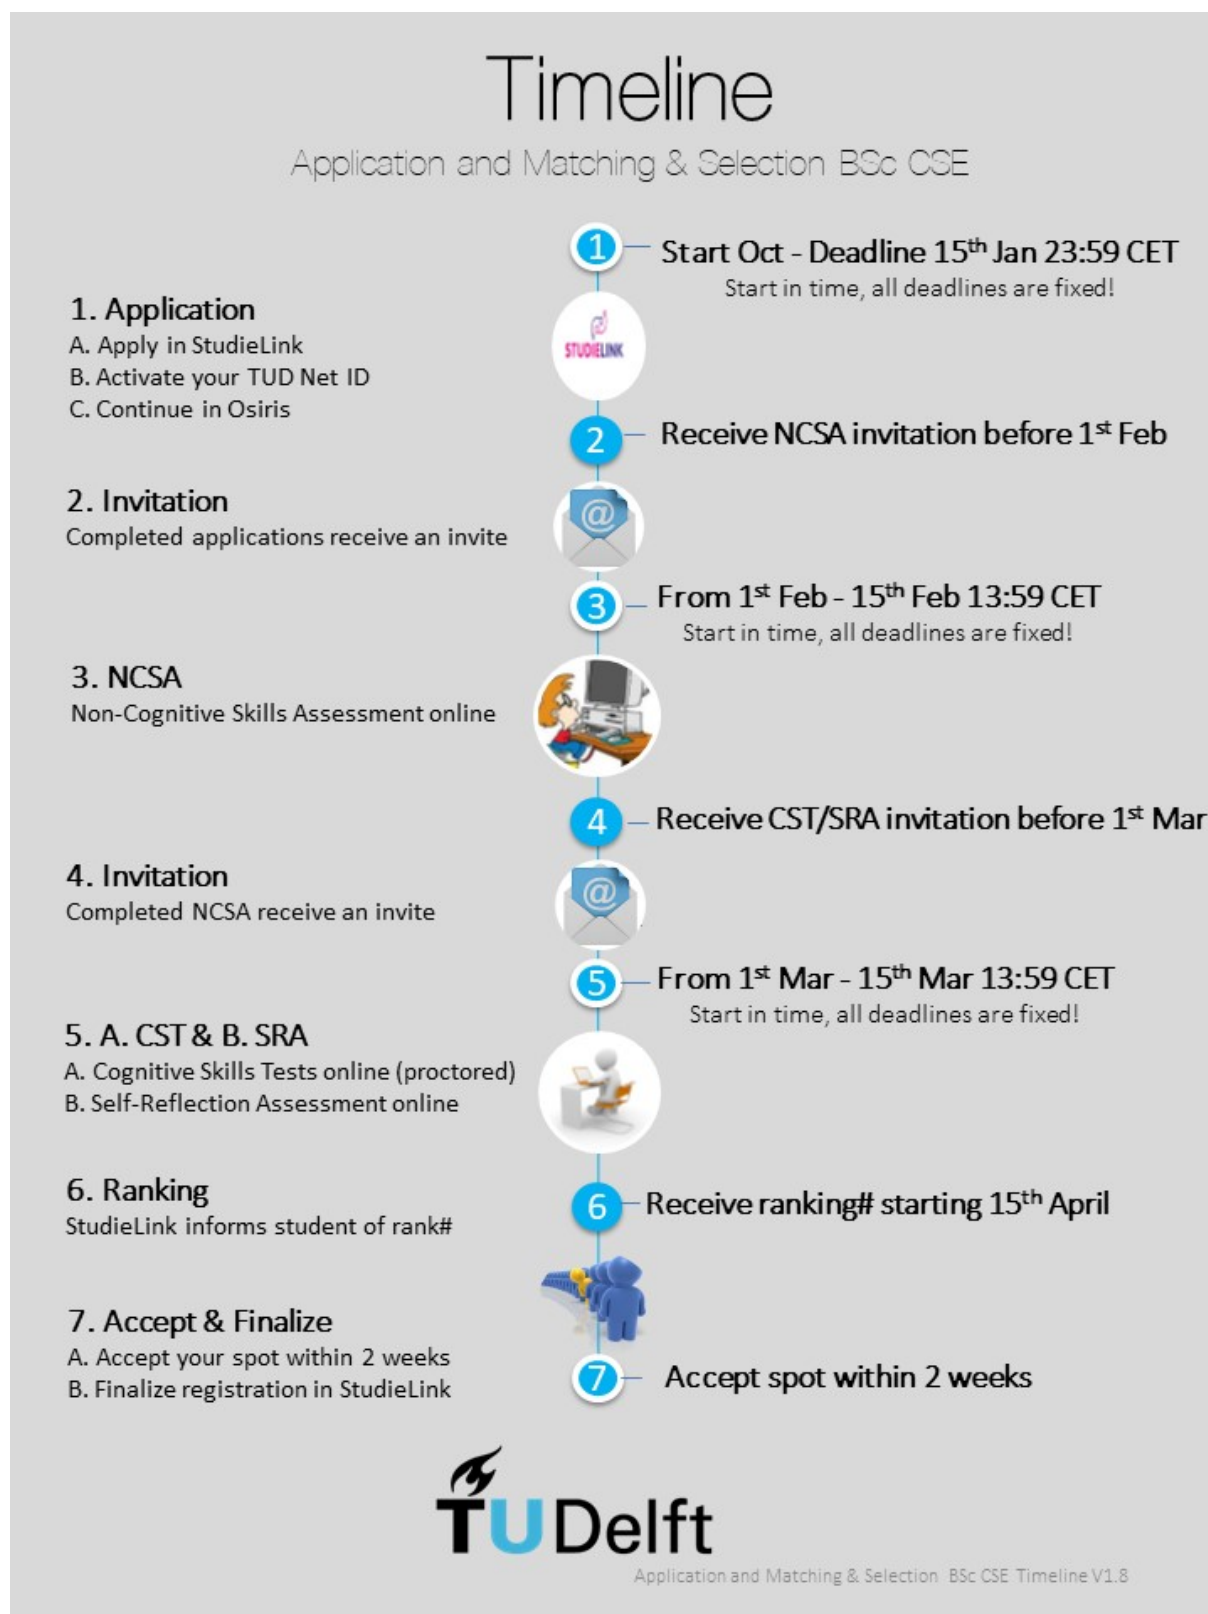 Timeline
Application and Matching & Selection BSc CSE
1
Start Oct - Deadline 15th Jan 23:59 CET
Start in time, all deadlines are fixed!
1. Application
A. Apply in StudieLink
B. Activate your TUD Net ID
C. Continue in Osiris
STUDIELINK
2
Receive NCSA invitation before 1st Feb
2. Invitation
Completed applications receive an invite
@
3
From 1st Feb - 15th Feb 13:59 CET
Start in time, all deadlines are fixed!
3. NCSA
Non-Cognitive Skills Assessment online
4
Receive CST/SRA invitation before 1st Mar
4. Invitation
Completed NCSA receive an invite
@
5
From 1st Mar - 15th Mar 13:59 CET
Start in time, all deadlines are fixed!
5. A. CST & B. SRA
A. Cognitive Skills Tests online (proctored)
B. Self-Reflection Assessment online
6. Ranking
StudieLink informs student of rank#
6
Receive ranking# starting 15th April
7. Accept & Finalize
A. Accept your spot within 2 weeks
B. Finalize registration in StudieLink
7
Accept spot within 2 weeks
TU Delft
Application and Matching & Selection BSc CSE Timeline V1.8